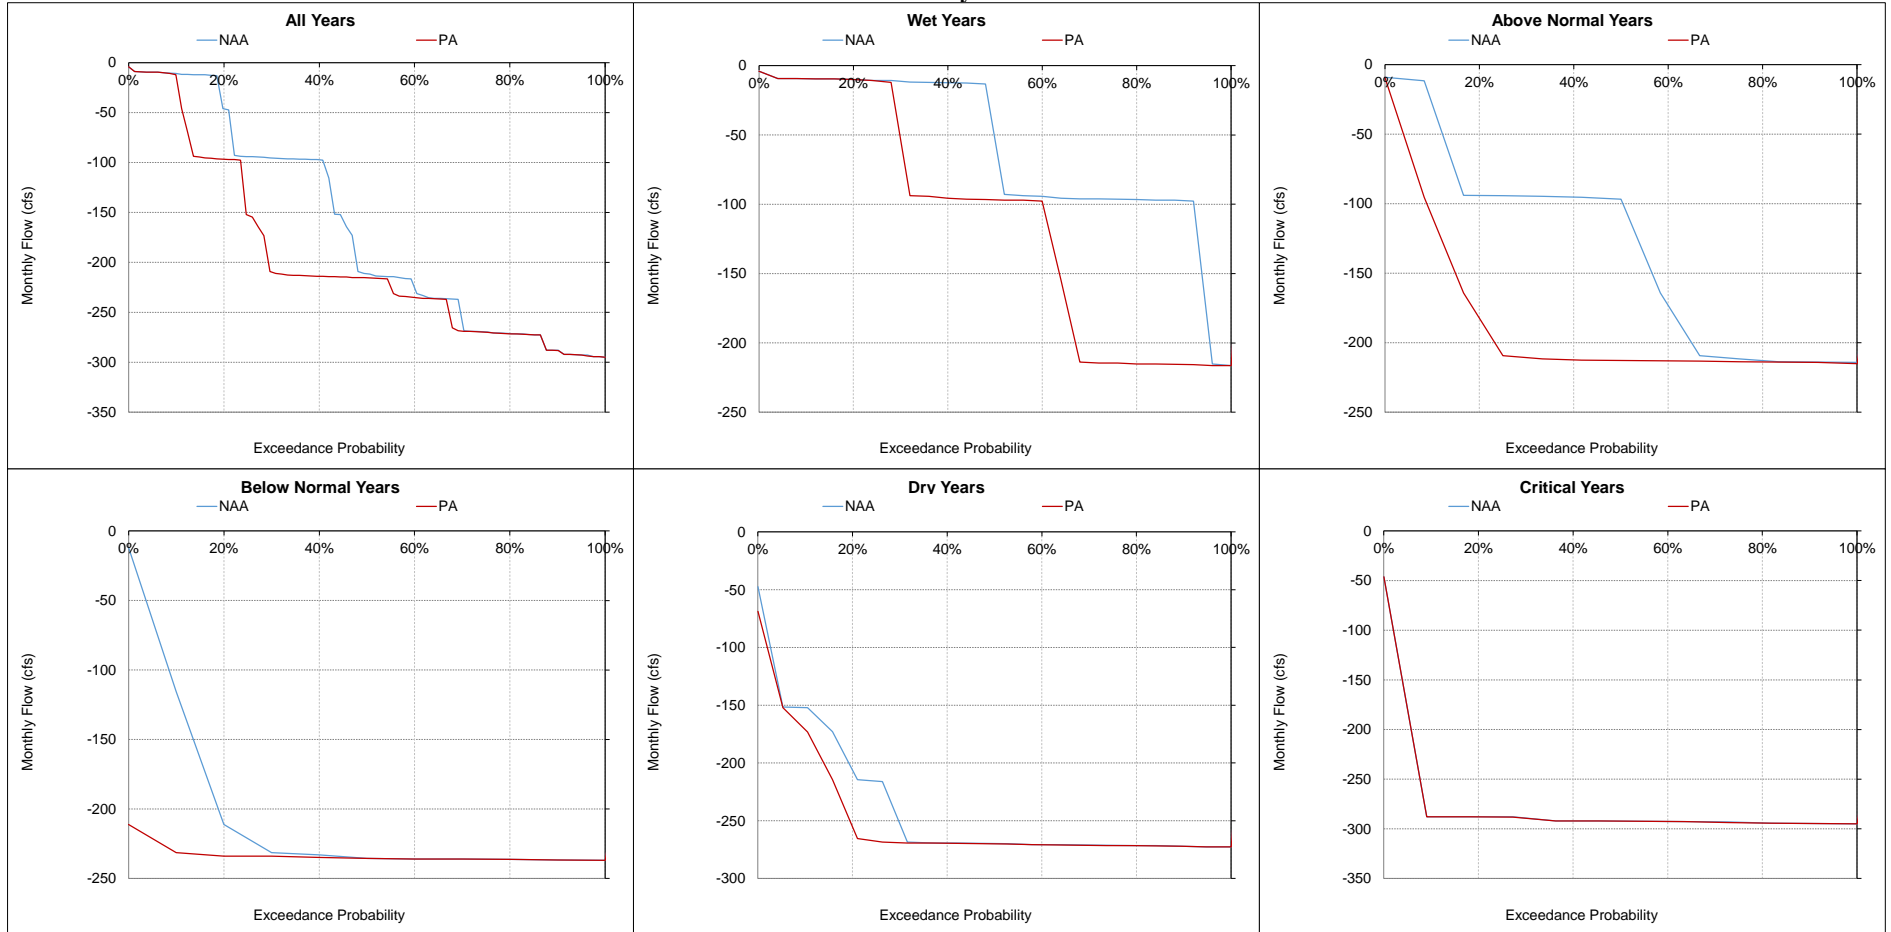 All Years
NAA PA
0
-50
-100
-150
-200
-250
-300
-350
0% 20% 40% 60% 80% 100%
Monthly Flow (cfs)
Exceedance Probability
Wet Years
NAA PA
0
-50
-100
-150
-200
-250
0% 20% 40% 60% 80% 100%
Monthly Flow (cfs)
Exceedance Probability
Above Normal Years
NAA PA
0
-50
-100
-150
-200
-250
0% 20% 40% 60% 80% 100%
Monthly Flow (cfs)
Exceedance Probability
Below Normal Years
NAA PA
0
-50
-100
-150
-200
-250
0% 20% 40% 60% 80% 100%
Monthly Flow (cfs)
Exceedance Probability
Dry Years
NAA PA
0
-50
-100
-150
-200
-250
-300
0% 20% 40% 60% 80% 100%
Monthly Flow (cfs)
Exceedance Probability
Critical Years
NAA PA
0
-50
-100
-150
-200
-250
-300
-350
0% 20% 40% 60% 80% 100%
Monthly Flow (cfs)
Exceedance Probability